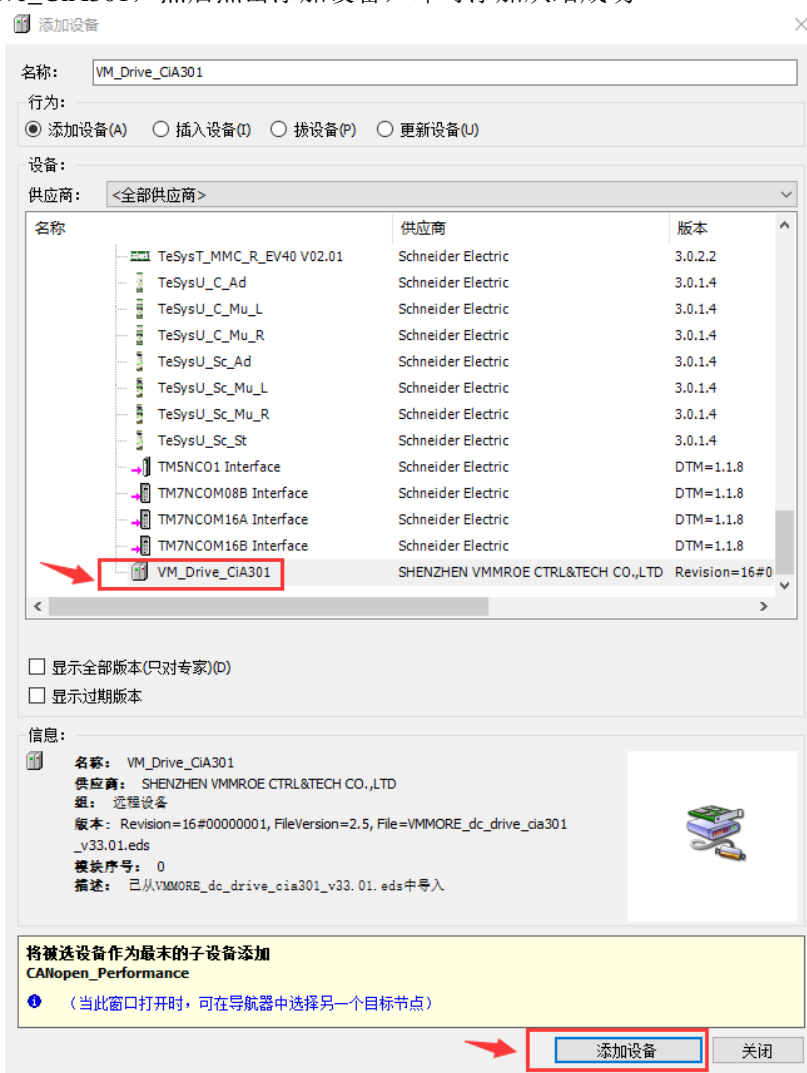 添加设备
名称： VM_Drive_CiA301
行为：
添加设备(A) 插入设备(I) 拔设备(P) 更新设备(U)
设备：
供应商： <全部供应商>
名称 供应商 版本
TeSysT_MMC_R_EV40 V02.01 Schneider Electric 3.0.2.2
TeSysU_C_Ad Schneider Electric 3.0.1.4
TeSysU_C_Mu_L Schneider Electric 3.0.1.4
TeSysU_C_Mu_R Schneider Electric 3.0.1.4
TeSysU_Sc_Ad Schneider Electric 3.0.1.4
TeSysU_Sc_Mu_L Schneider Electric 3.0.1.4
TeSysU_Sc_Mu_R Schneider Electric 3.0.1.4
TeSysU_Sc_St Schneider Electric 3.0.1.4
TM5NCO1 Interface Schneider Electric DTM=1.1.8
TM7NCOM08B Interface Schneider Electric DTM=1.1.8
TM7NCOM16A Interface Schneider Electric DTM=1.1.8
TM7NCOM16B Interface Schneider Electric DTM=1.1.8
VM_Drive_CiA301 SHENZHEN VMMROE CTRL&TECH CO.,LTD Revision=16#0
显示全部版本(只对专家)(D)
显示过期版本
信息：
名称： VM_Drive_CiA301
供应商： SHENZHEN VMMROE CTRL&TECH CO.,LTD
组： 远程设备
版本： Revision=16#00000001, FileVersion=2.5, File=VMMORE_dc_drive_cia301
_v33.01.eds
模块序号： 0
描述： 已从VMMORE_dc_drive_cia301_v33.01.eds中导入
将被选设备作为最末的子设备添加
CANopen_Performance
（当此窗口打开时，可在导航器中选择另一个目标节点）
添加设备 关闭